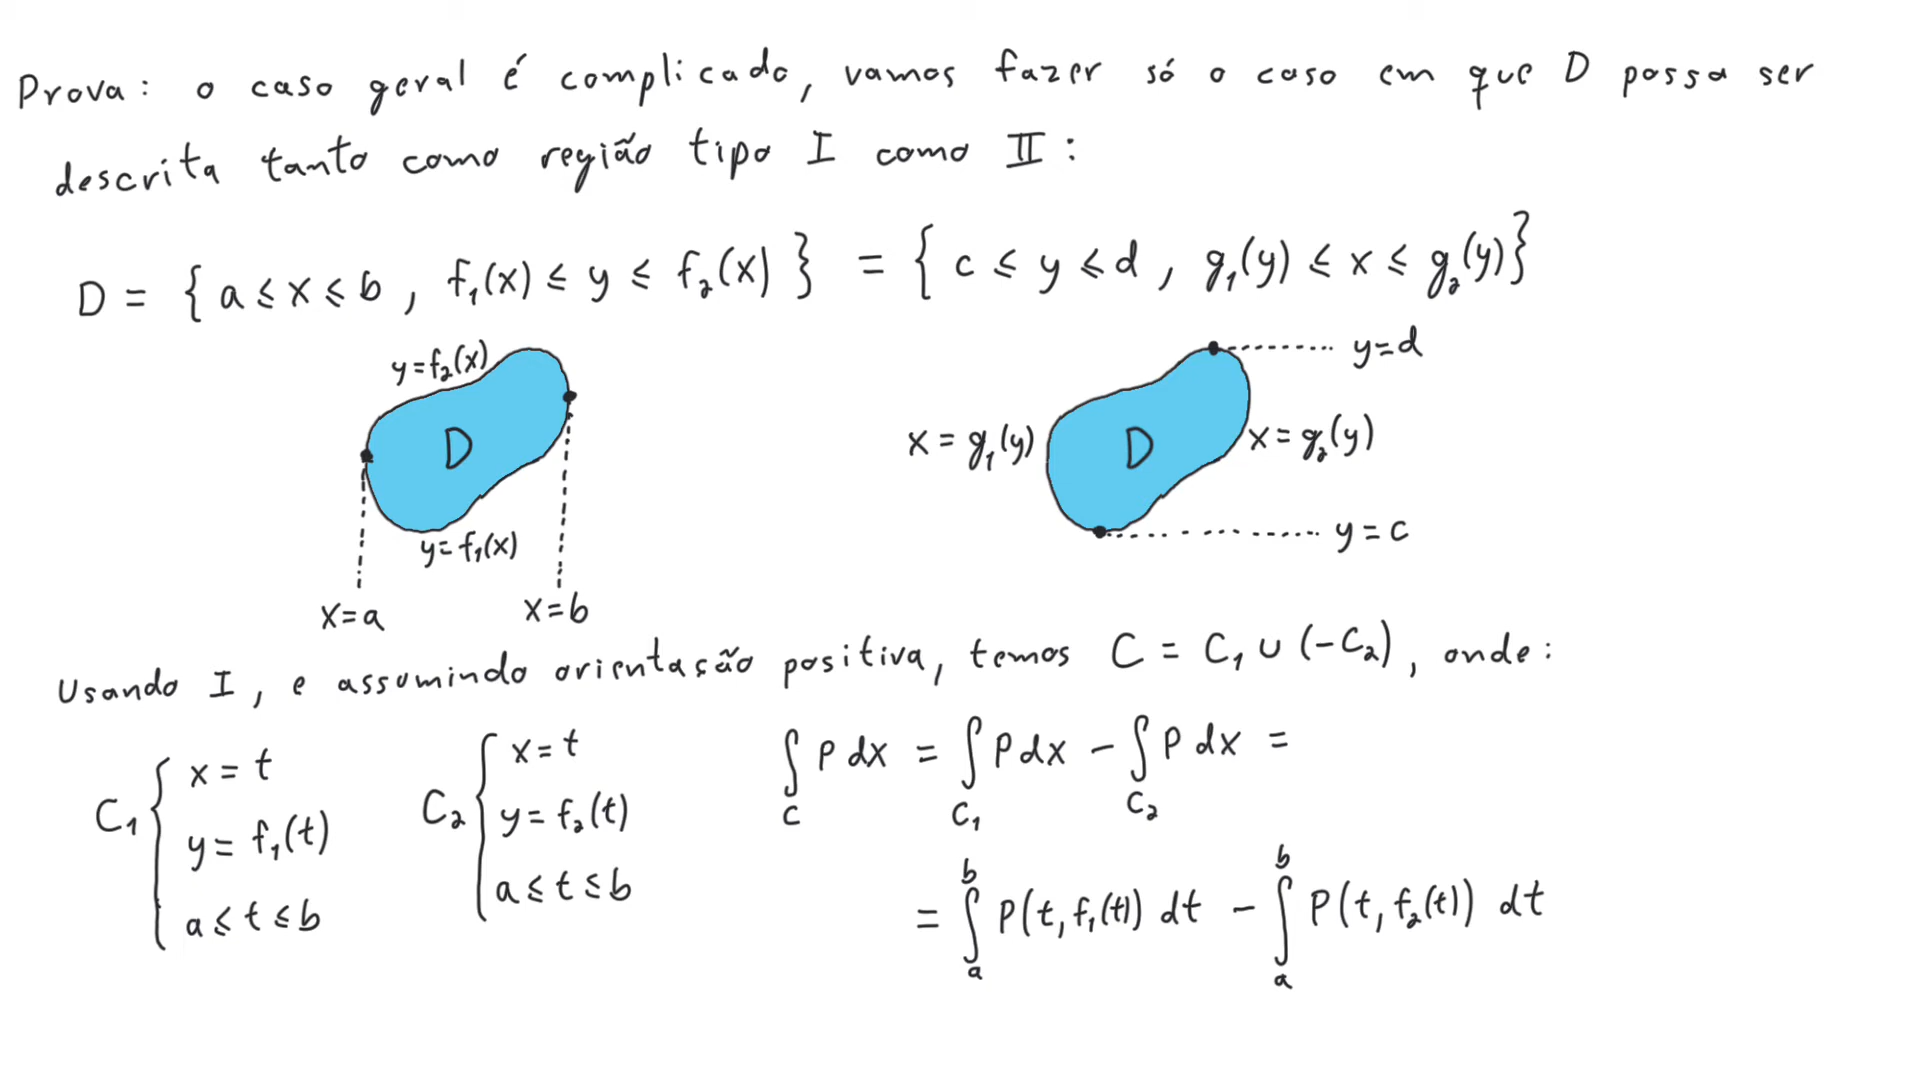 Prova: o caso geral é complicado, vamos fazer só o caso em que D possa ser
descrita tanto como região tipo I como II:
D = { a ≤ x ≤ b , f₁(x) ≤ y ≤ f₂(x) } = { c ≤ y ≤ d , g₁(y) ≤ x ≤ g₂(y) }
y = f₂(x)
D
y = f₁(x)
x = a
x = b
y = d
x = g₁(y)
D
x = g₂(y)
y = c
Usando I, e assumindo orientação positiva, temos C = C₁ ∪ (-C₂), onde:
C₁ { x = t
y = f₁(t)
a ≤ t ≤ b
C₂ { x = t
y = f₂(t)
a ≤ t ≤ b
∫_C P dx = ∫_C₁ P dx - ∫_C₂ P dx =
= ∫_a^b P(t, f₁(t)) dt - ∫_a^b P(t, f₂(t)) dt